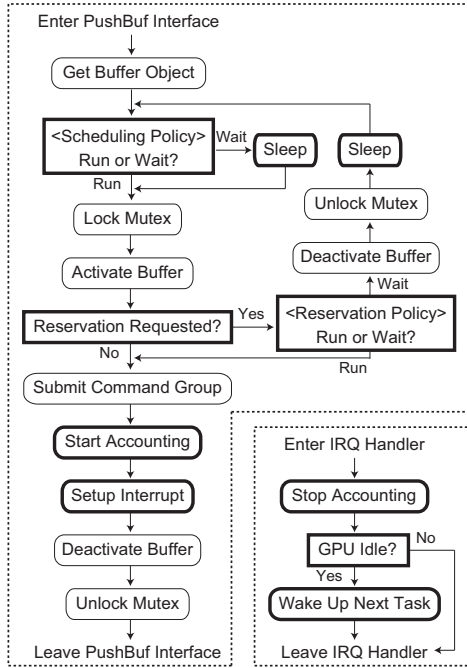 Enter PushBuf Interface
Get Buffer Object
<Scheduling Policy>
Run or Wait?
Wait
Sleep
Sleep
Run
Lock Mutex
Unlock Mutex
Activate Buffer
Deactivate Buffer
Wait
Reservation Requested?
Yes
<Reservation Policy>
Run or Wait?
No
Run
Submit Command Group
Start Accounting
Setup Interrupt
Deactivate Buffer
Unlock Mutex
Leave PushBuf Interface
Enter IRQ Handler
Stop Accounting
GPU Idle?
No
Yes
Wake Up Next Task
Leave IRQ Handler